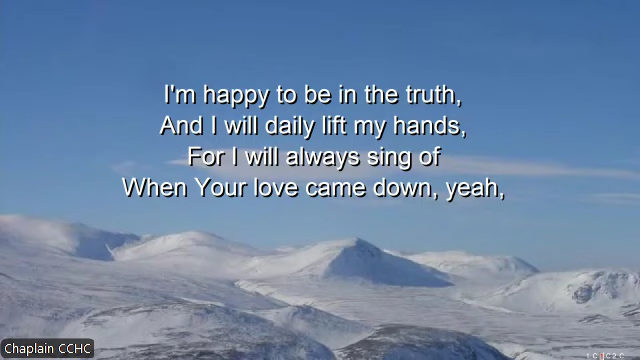 I'm happy to be in the truth,
And I will daily lift my hands,
For I will always sing of
When Your love came down, yeah,
Chaplain CCHC